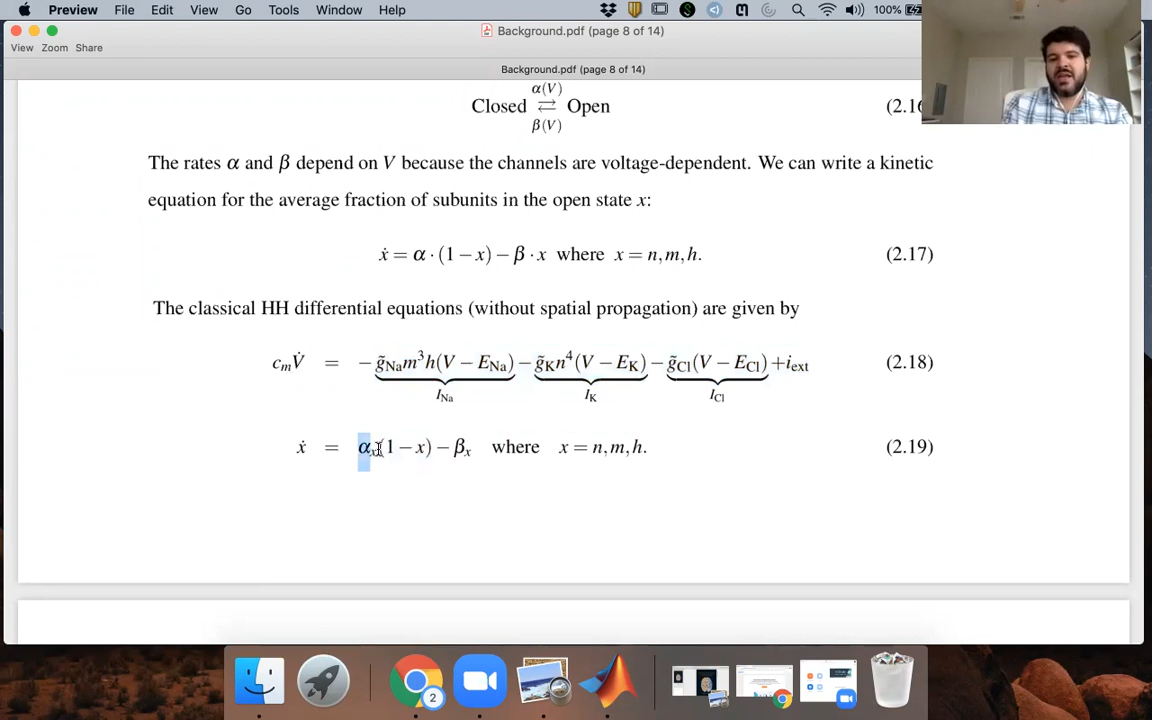 Preview File Edit View Go Tools Window Help 100%
Background.pdf (page 8 of 14)
View Zoom Share
Background.pdf (page 8 of 14)
α(V)
Closed ⇄ Open
β(V)
The rates α and β depend on V because the channels are voltage-dependent. We can write a kinetic
equation for the average fraction of subunits in the open state x:
ẋ = α · (1 − x) − β · x where x = n, m, h. (2.17)
The classical HH differential equations (without spatial propagation) are given by
c_m V̇ = − g̃_Na m³h(V − E_Na) − g̃_K n⁴(V − E_K) − g̃_Cl(V − E_Cl) + i_ext (2.18)
I_Na I_K I_Cl
ẋ = α_x(1 − x) − β_x where x = n, m, h. (2.19)
2